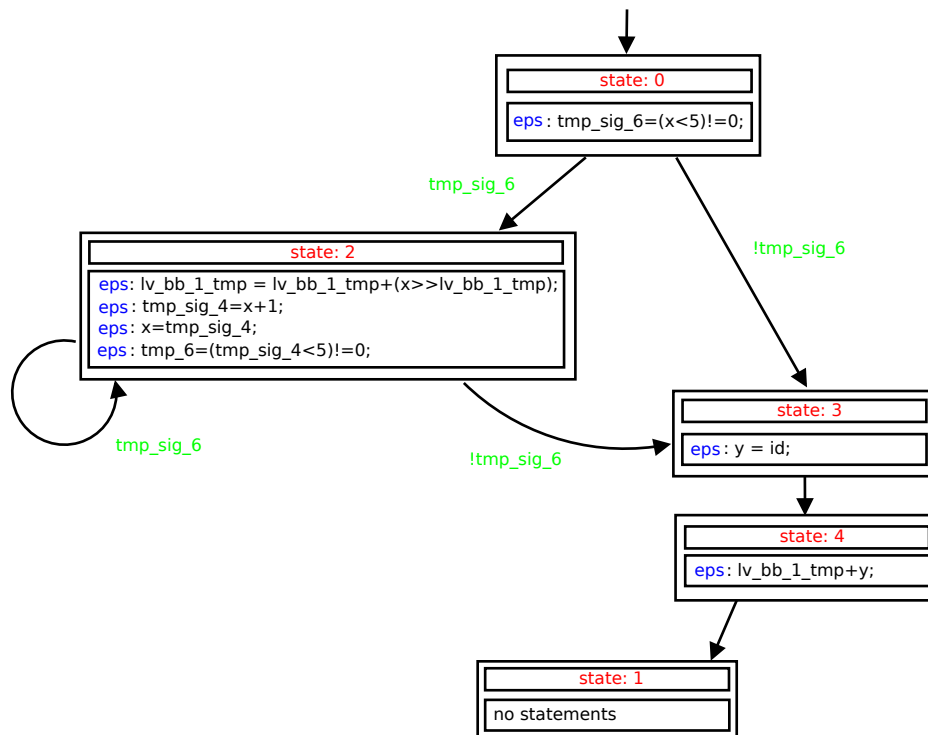 state: 0
eps: tmp_sig_6=(x<5)!=0;
tmp_sig_6
!tmp_sig_6
state: 2
eps: lv_bb_1_tmp = lv_bb_1_tmp+(x>>lv_bb_1_tmp);
eps: tmp_sig_4=x+1;
eps: x=tmp_sig_4;
eps: tmp_6=(tmp_sig_4<5)!=0;
tmp_sig_6
!tmp_sig_6
state: 3
eps: y = id;
state: 4
eps: lv_bb_1_tmp+y;
state: 1
no statements